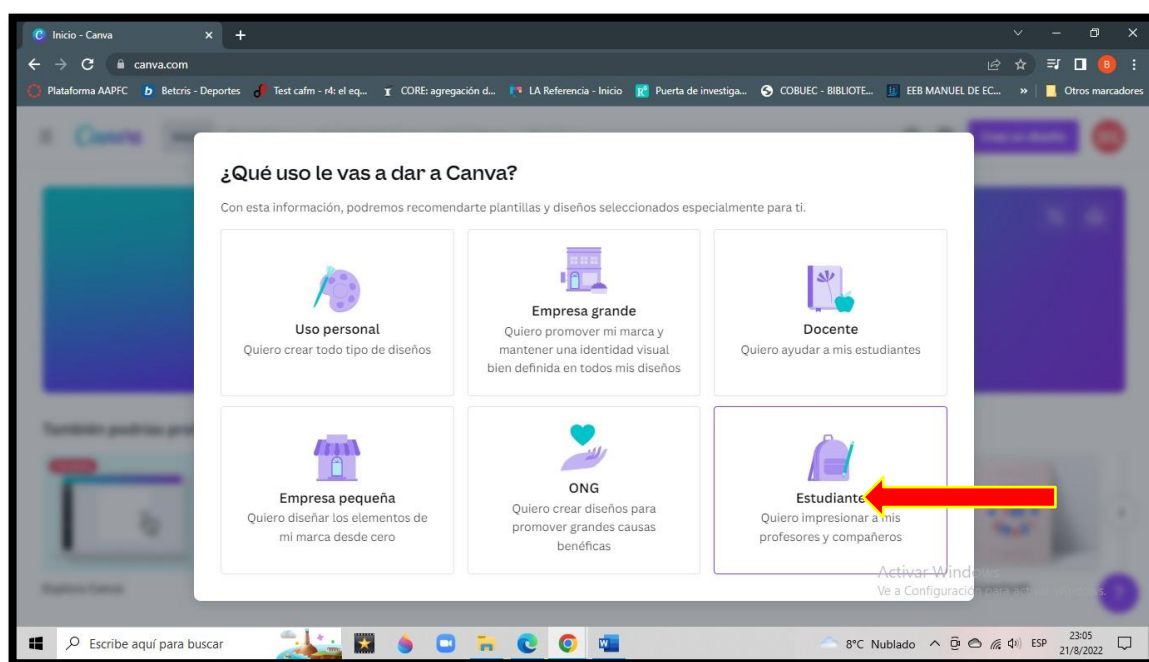 Inicio - Canva
canva.com
Plataforma AAPFC
Betcris - Deportes
Test cafm - r4: el eq...
CORE: agregación d...
LA Referencia - Inicio
Puerta de investiga...
COBUEC - BIBLIOTE...
EEB MANUEL DE EC...
»
Otros marcadores
B
Canva
¿Qué uso le vas a dar a Canva?
Con esta información, podremos recomendarte plantillas y diseños seleccionados especialmente para ti.
Uso personal
Quiero crear todo tipo de diseños
Empresa grande
Quiero promover mi marca y
mantener una identidad visual
bien definida en todos mis diseños
Docente
Quiero ayudar a mis estudiantes
Empresa pequeña
Quiero diseñar los elementos de
mi marca desde cero
ONG
Quiero crear diseños para
promover grandes causas
benéficas
Estudiante
Quiero impresionar a mis
profesores y compañeros
Activar Windows
Ve a Configuración para activar Windows.
Escribe aquí para buscar
8°C Nublado
ESP
23:05
21/8/2022